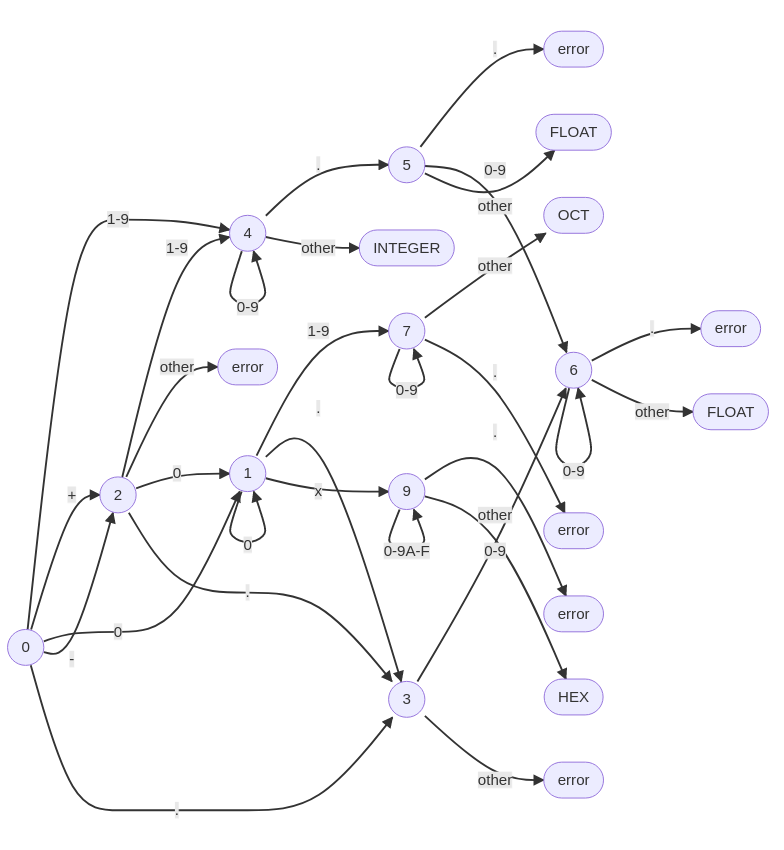 .
error
FLOAT
.
5
0-9
other
OCT
1-9
4
1-9
other
INTEGER
other
0-9
1-9
7
.
error
other
error
6
.
0-9
other
FLOAT
.
.
0
1
0-9
+
2
x
9
other
0
0-9A-F
0-9
error
.
error
0
-
0
3
HEX
other
error
.